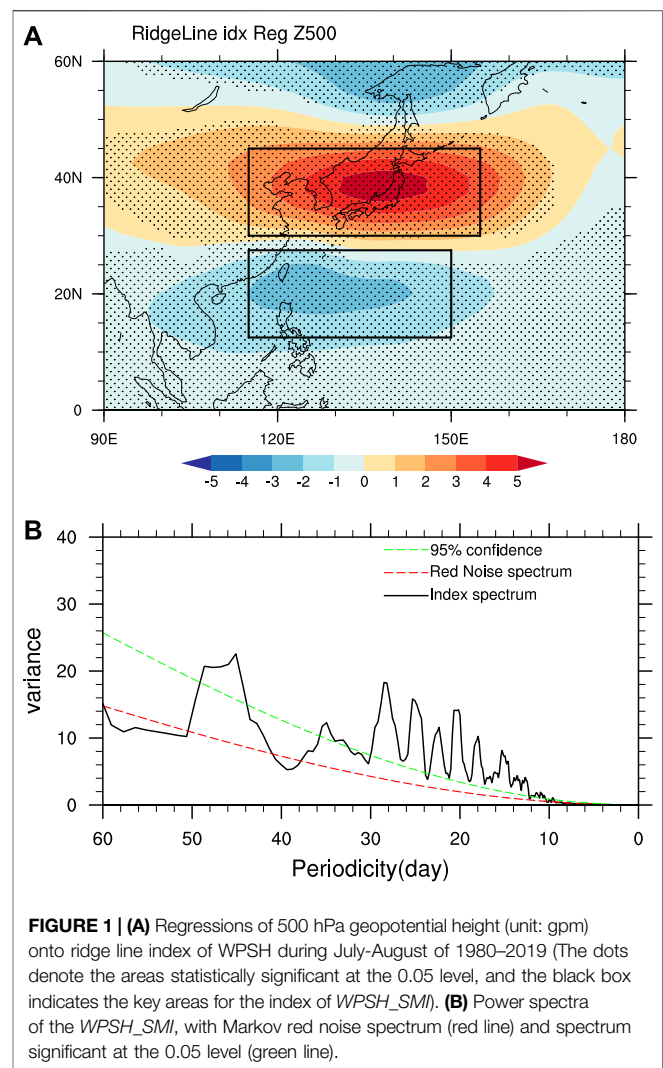 A
RidgeLine idx Reg Z500
60N
40N
20N
0
90E 120E 150E 180
-5 -4 -3 -2 -1 0 1 2 3 4 5
B
40
30
20
10
0
variance
95% confidence
Red Noise spectrum
Index spectrum
60 50 40 30 20 10 0
Periodicity(day)
FIGURE 1 | (A) Regressions of 500 hPa geopotential height (unit: gpm)
onto ridge line index of WPSH during July-August of 1980–2019 (The dots
denote the areas statistically significant at the 0.05 level, and the black box
indicates the key areas for the index of WPSH_SMI). (B) Power spectra
of the WPSH_SMI, with Markov red noise spectrum (red line) and spectrum
significant at the 0.05 level (green line).